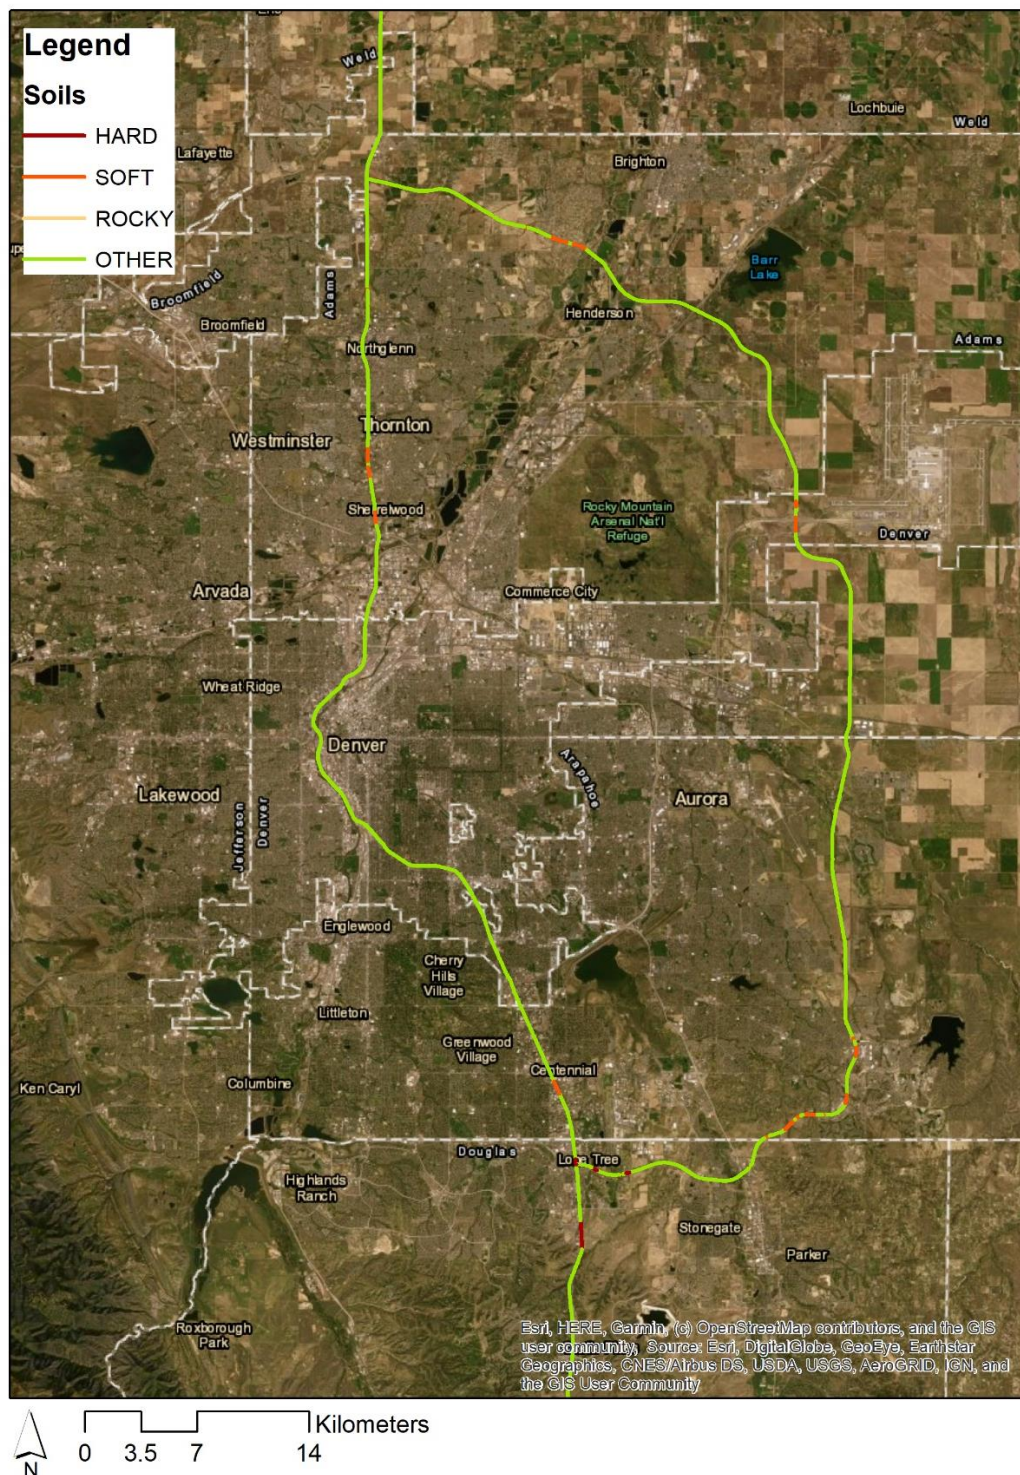 Legend
Soils
HARD
SOFT
ROCKY
OTHER
Weld
Lochbuie
Weld
Lafayette
Brighton
Barr
Lake
Broomfield
Adams
Broomfield
Henderson
Northglenn
Adams
Thornton
Westminster
Sherrelwood
Rocky Mountain
Arsenal Nat'l
Refuge
Denver
Arvada
Commerce City
Wheat Ridge
Denver
Arapahoe
Lakewood
Aurora
Jefferson
Denver
Englewood
Cherry
Hills
Village
Littleton
Greenwood
Village
Centennial
Columbine
Ken Caryl
Douglas
Lone Tree
Highlands
Ranch
Stonegate
Parker
Roxborough
Park
Esri, HERE, Garmin, (c) OpenStreetMap contributors, and the GIS
user community, Source: Esri, DigitalGlobe, GeoEye, Earthstar
Geographics, CNES/Airbus DS, USDA, USGS, AeroGRID, IGN, and
the GIS User Community
N
0 3.5 7 14
Kilometers